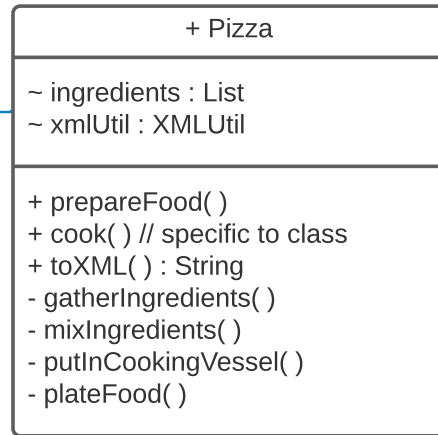 + Pizza
~ ingredients : List
~ xmlUtil : XMLUtil
+ prepareFood( )
+ cook( ) // specific to class
+ toXML( ) : String
- gatherIngredients( )
- mixIngredients( )
- putInCookingVessel( )
- plateFood( )